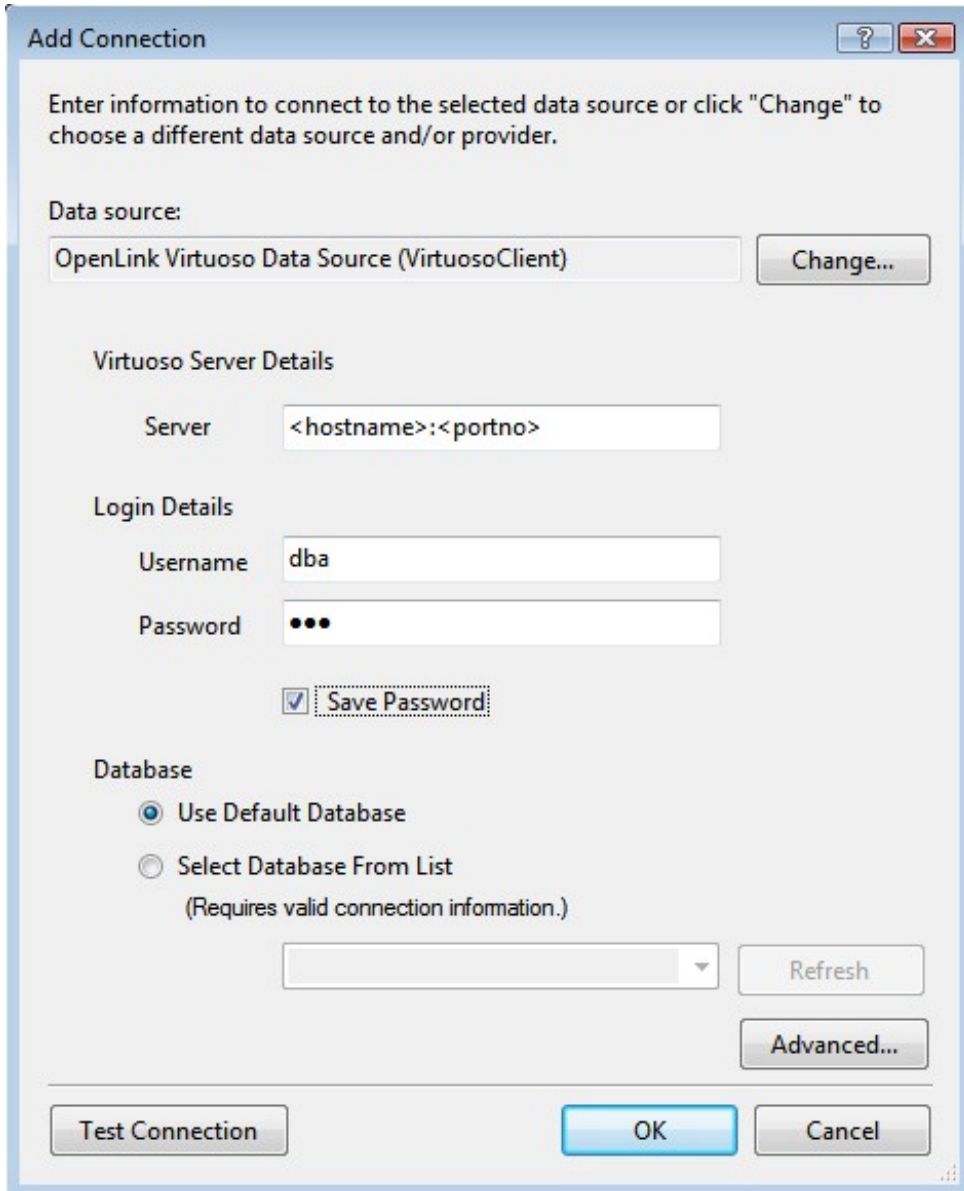 Add Connection
Enter information to connect to the selected data source or click "Change" to
choose a different data source and/or provider.
Data source:
OpenLink Virtuoso Data Source (VirtuosoClient)
Change...
Virtuoso Server Details
Server
<hostname>:<portno>
Login Details
Username
dba
Password
•••
Save Password
Database
Use Default Database
Select Database From List
(Requires valid connection information.)
Refresh
Advanced...
Test Connection
OK
Cancel